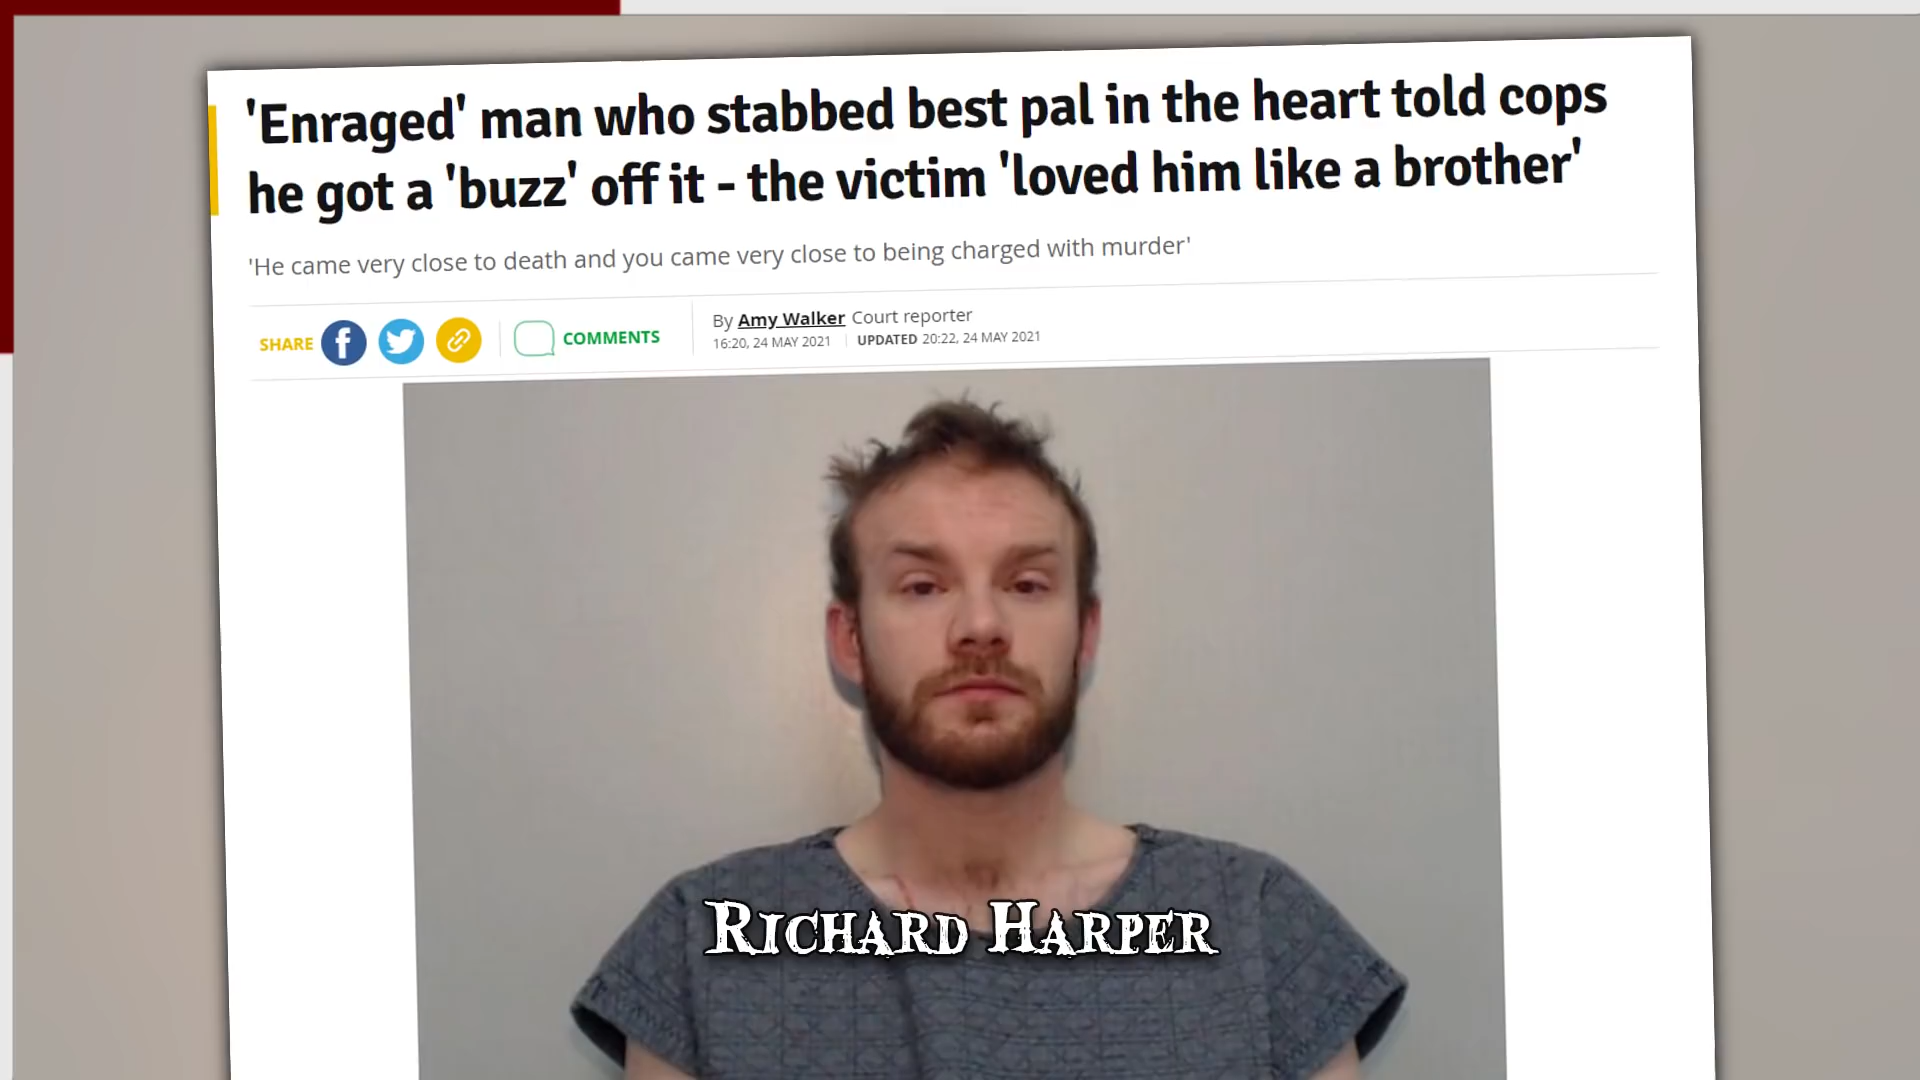 'Enraged' man who stabbed best pal in the heart told cops
he got a 'buzz' off it - the victim 'loved him like a brother'
'He came very close to death and you came very close to being charged with murder'
SHARE
COMMENTS
By Amy Walker Court reporter
16:20, 24 MAY 2021 UPDATED 20:22, 24 MAY 2021
Richard Harper